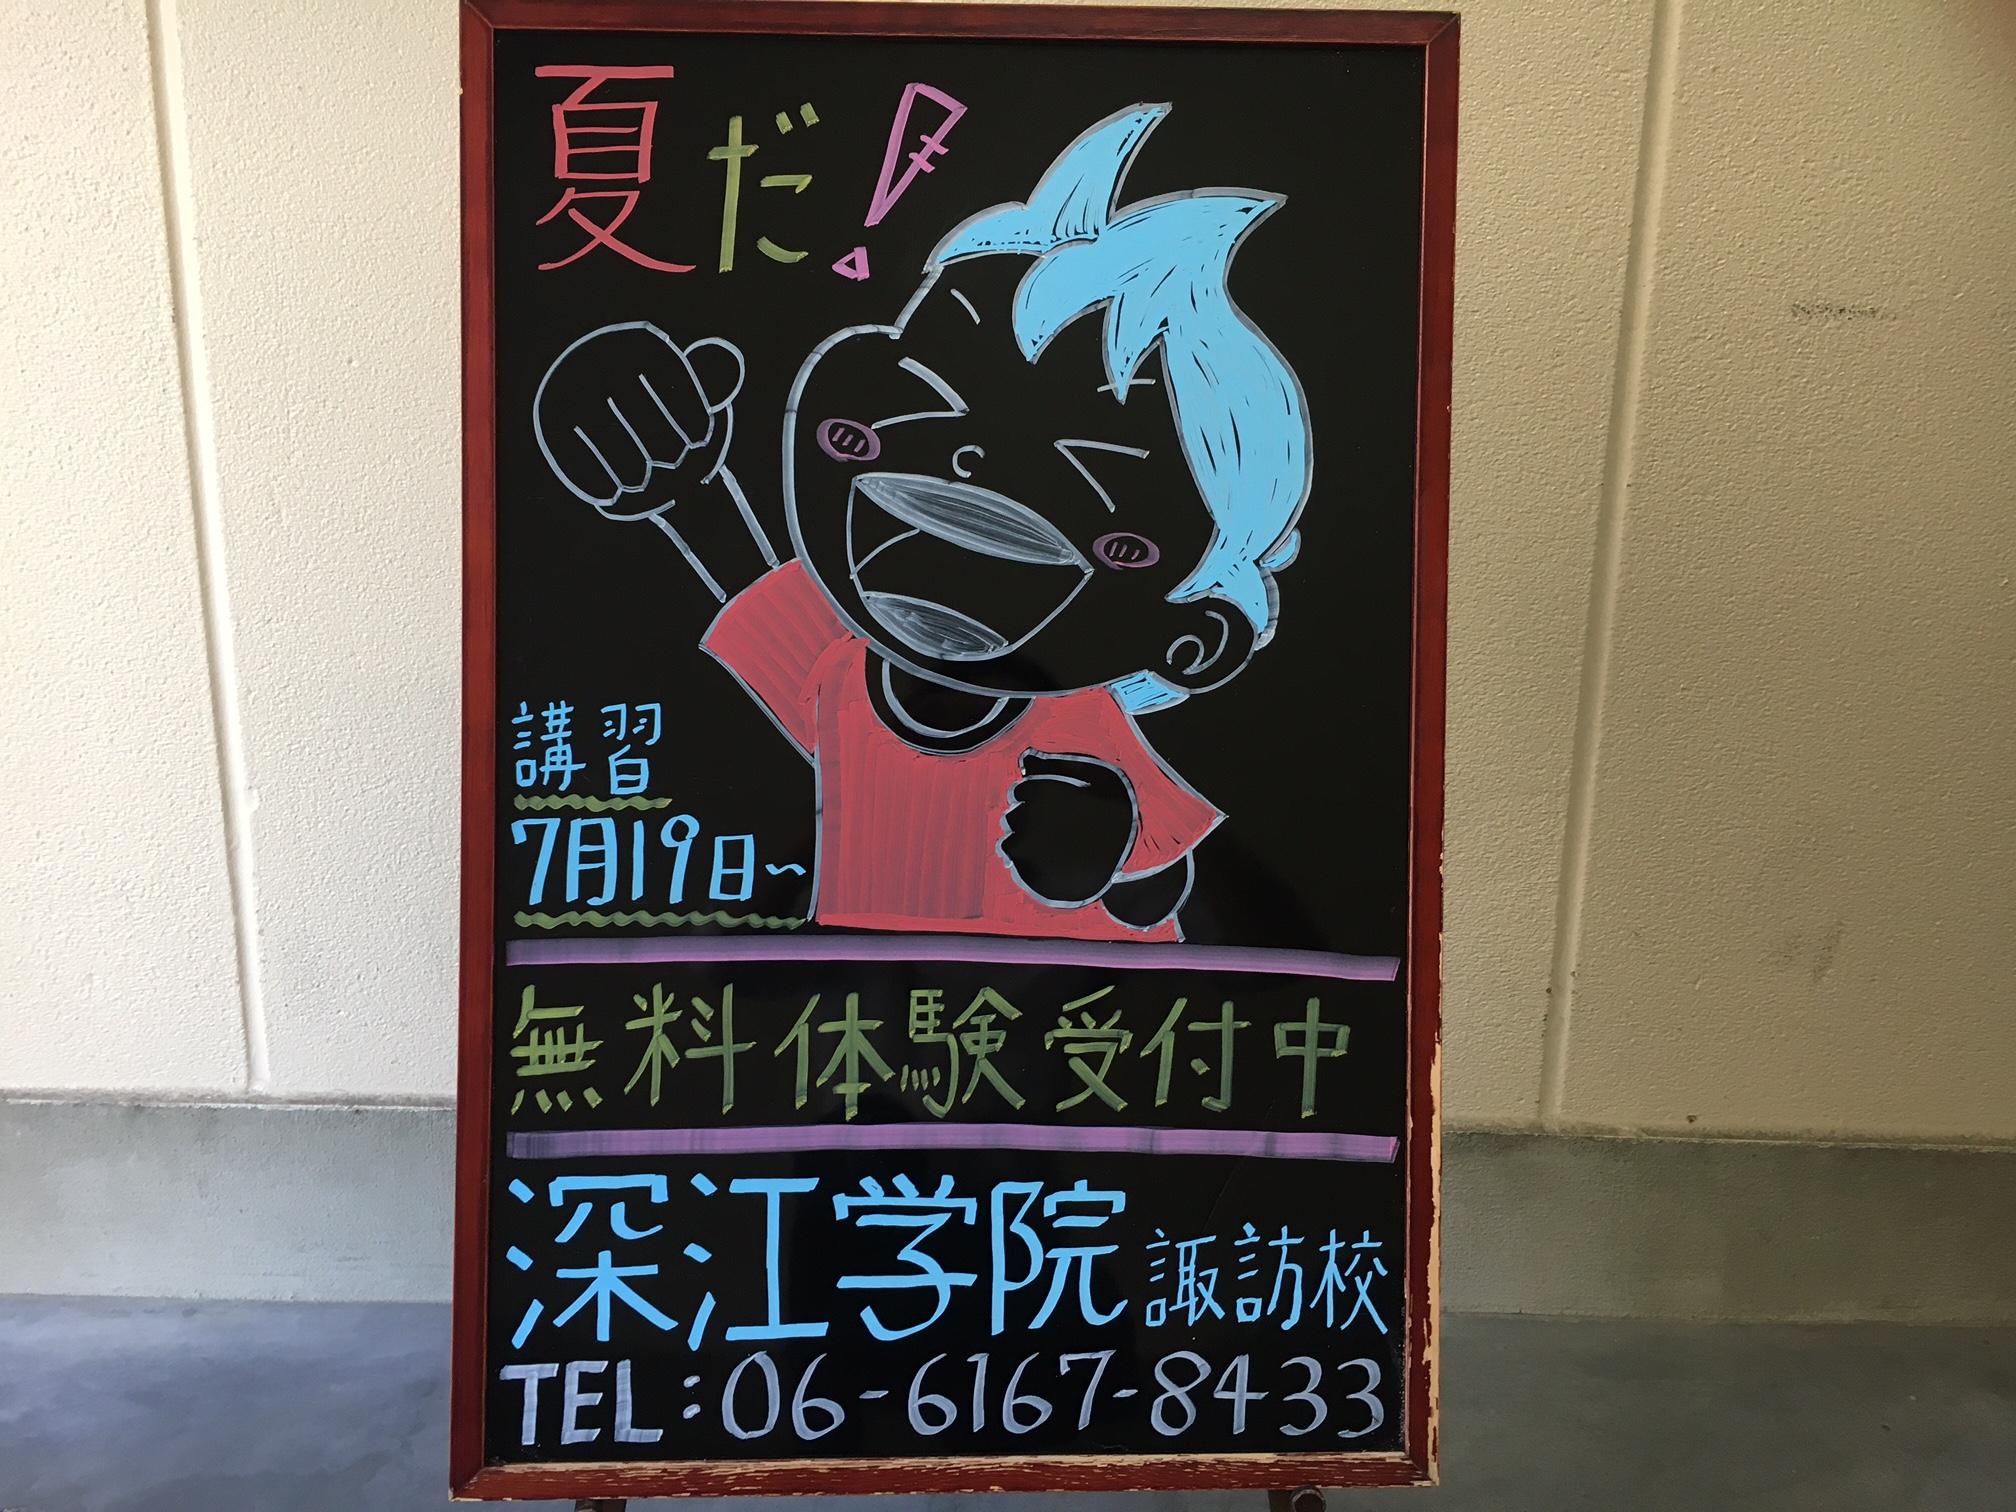 夏だ!
講習
7月19日~
無料体験受付中
深江学院 諏訪校
TEL:06-6167-8433